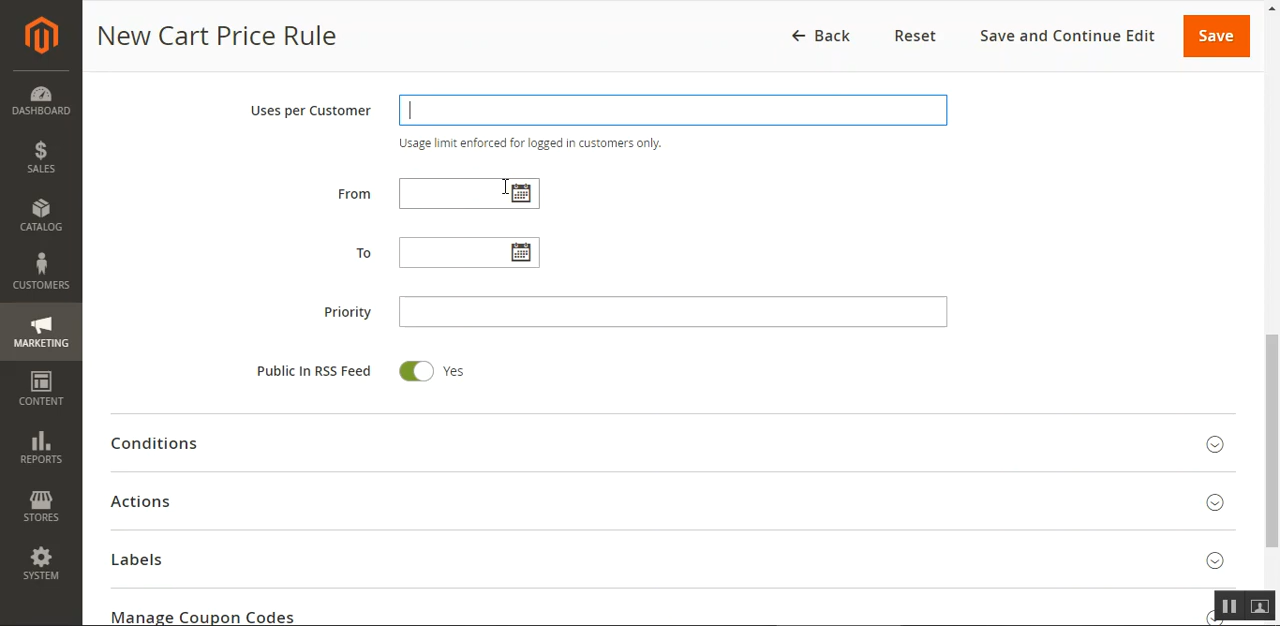 New Cart Price Rule
← Back
Reset
Save and Continue Edit
Save
DASHBOARD
SALES
CATALOG
CUSTOMERS
MARKETING
CONTENT
REPORTS
STORES
SYSTEM
Uses per Customer
Usage limit enforced for logged in customers only.
From
To
Priority
Public In RSS Feed
Yes
Conditions
Actions
Labels
Manage Coupon Codes